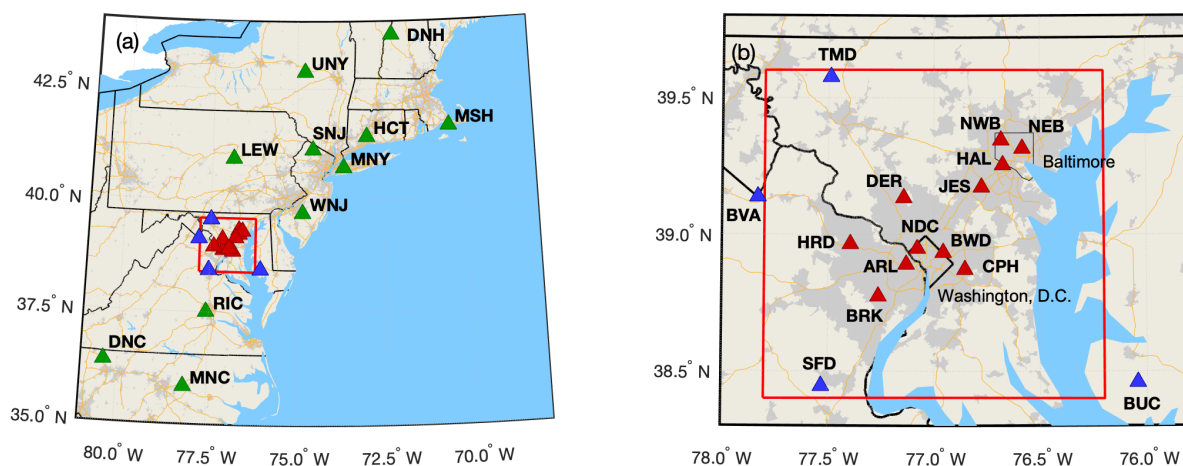 (a)
DNH
UNY
42.5° N
MSH
SNJ
HCT
LEW
MNY
40.0° N
WNJ
37.5° N
RIC
DNC
MNC
35.0° N
80.0° W
77.5° W
75.0° W
72.5° W
70.0° W
(b)
TMD
39.5° N
NWB
NEB
HAL
Baltimore
DER
JES
BVA
39.0° N
HRD
NDC
BWD
ARL
CPH
Washington, D.C.
BRK
38.5° N
SFD
BUC
78.0° W
77.5° W
77.0° W
76.5° W
76.0° W